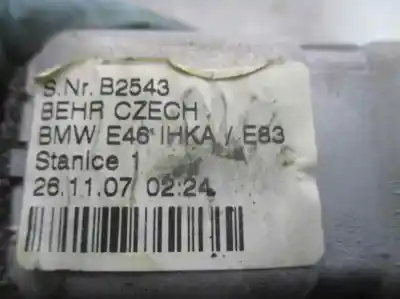 S.Nr. B2543
BEHR CZECH
BMW E46 IHKA / E83
Stanice 1
26.11.07 02:24